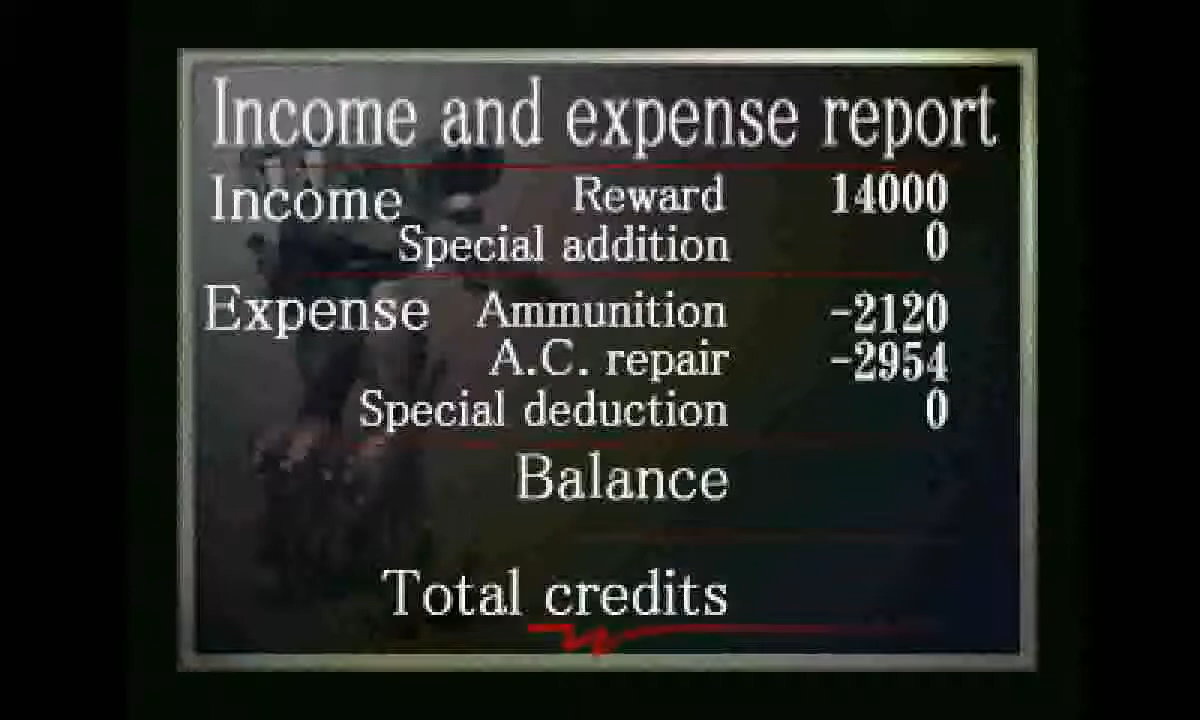 Income and expense report
Income Reward 14000
Special addition 0
Expense Ammunition -2120
A.C. repair -2954
Special deduction 0
Balance
Total credits